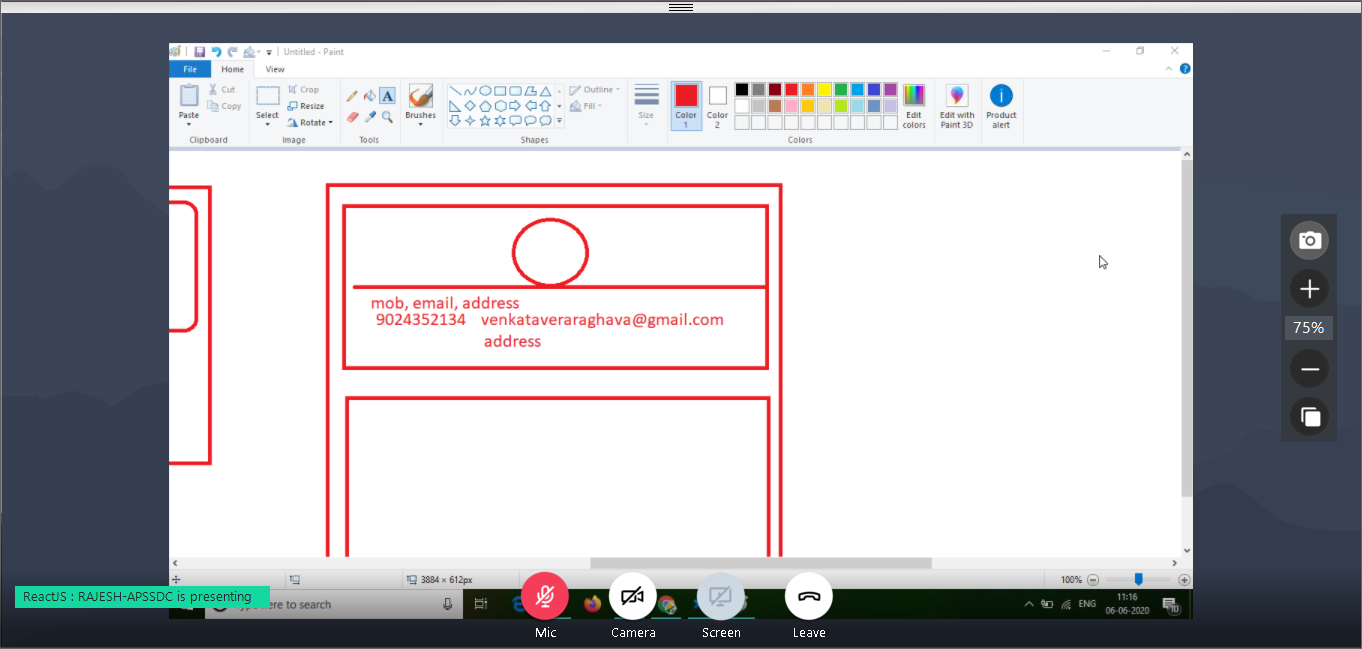 Untitled - Paint
File Home View
Cut
Copy
Paste
Clipboard
Select
Crop
Resize
Rotate
Image
A
Tools
Brushes
Outline
Fill
Shapes
Size
Color 1
Color 2
Edit colors
Colors
Edit with Paint 3D
Product alert
mob, email, address
9024352134 venkataveraraghava@gmail.com
address
75%
3884 × 612px
100%
ReactJS : RAJESH-APSSDC is presenting
here to search
ENG
11:16
06-06-2020
10
Mic Camera Screen Leave